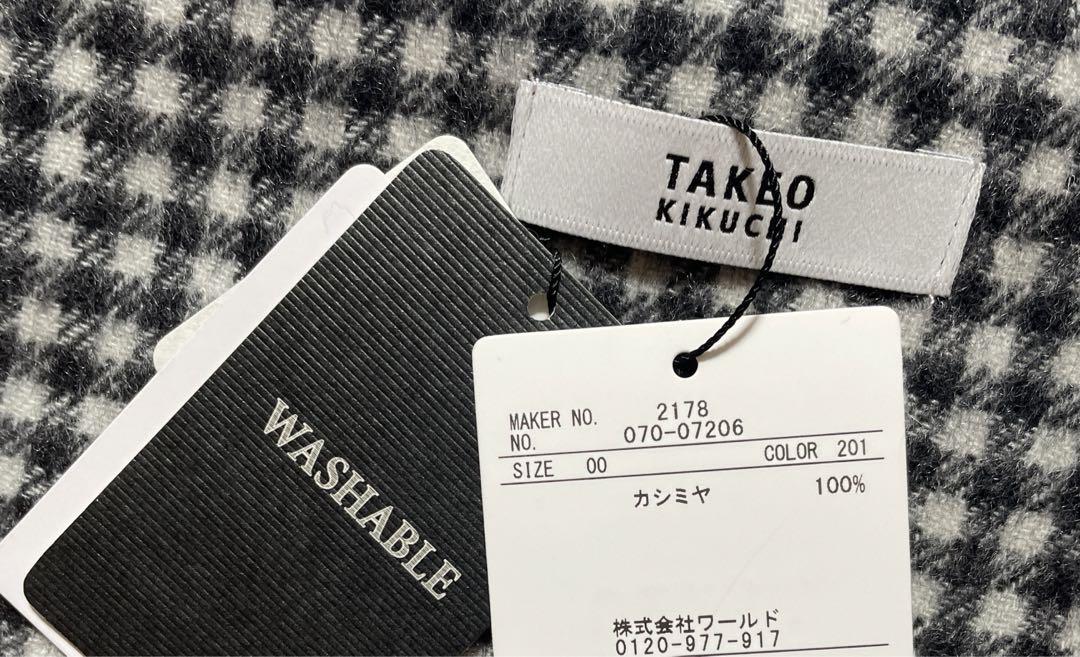 TAKEO
KIKUCHI
WASHABLE
MAKER NO. 2178
NO. 070-07206
SIZE 00 COLOR 201
カシミヤ 100%
株式会社ワールド
0120-977-917